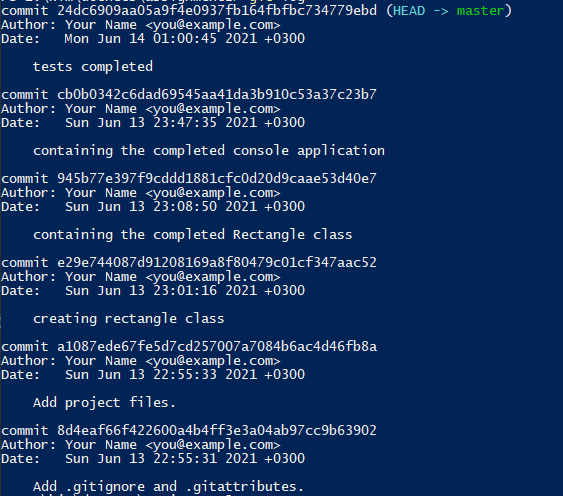 commit 24dc6909aa05a9f4e0937fb164fbfbc734779ebd (HEAD -> master)
Author: Your Name <you@example.com>
Date:   Mon Jun 14 01:00:45 2021 +0300
tests completed
commit cb0b0342c6dad69545aa41da3b910c53a37c23b7
Author: Your Name <you@example.com>
Date:   Sun Jun 13 23:47:35 2021 +0300
containing the completed console application
commit 945b77e397f9cddd1881cfc0d20d9caae53d40e7
Author: Your Name <you@example.com>
Date:   Sun Jun 13 23:08:50 2021 +0300
containing the completed Rectangle class
commit e29e744087d91208169a8f80479c01cf347aac52
Author: Your Name <you@example.com>
Date:   Sun Jun 13 23:01:16 2021 +0300
creating rectangle class
commit a1087ede67fe5d7cd257007a7084b6ac4d46fb8a
Author: Your Name <you@example.com>
Date:   Sun Jun 13 22:55:33 2021 +0300
Add project files.
commit 8d4eaf66f422600a4b4ff3e3a04ab97cc9b63902
Author: Your Name <you@example.com>
Date:   Sun Jun 13 22:55:31 2021 +0300
Add .gitignore and .gitattributes.